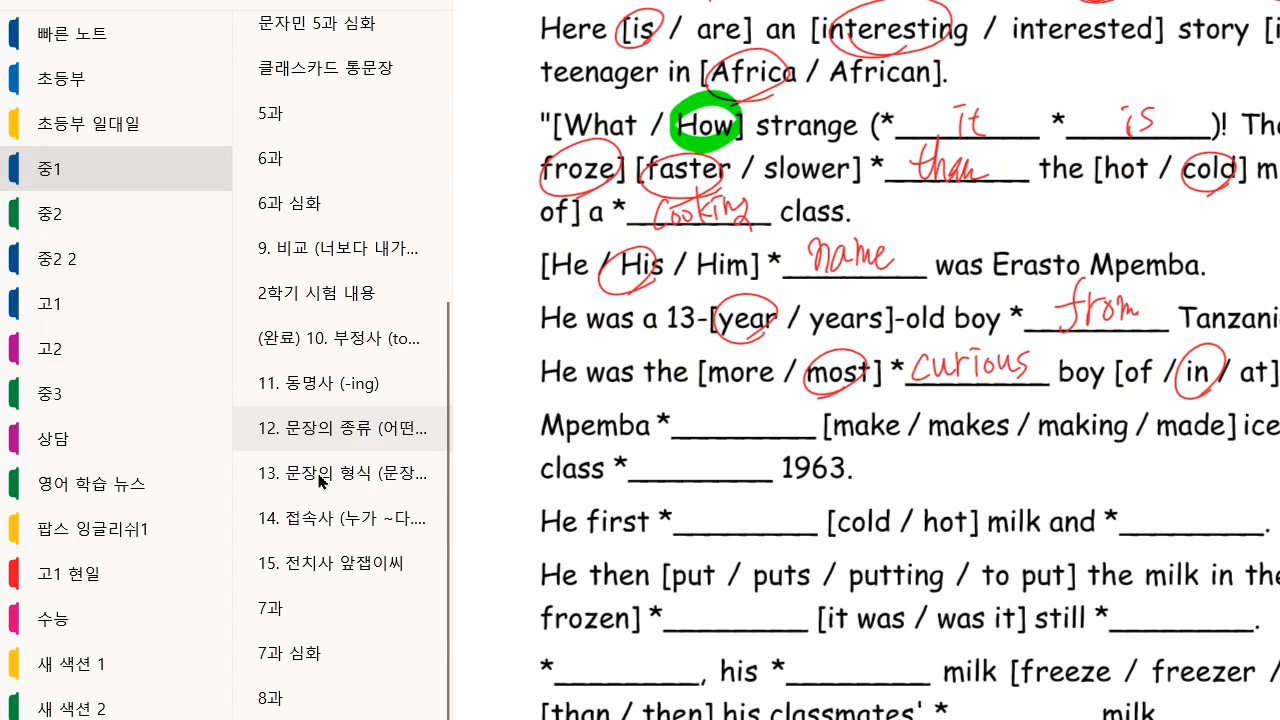 빠른 노트
초등부
초등부 일대일
중1
중2
중2 2
고1
고2
중3
상담
영어 학습 뉴스
팝스 잉글리쉬1
고1 현일
수능
새 섹션 1
새 섹션 2
문자민 5과 심화
클래스카드 통문장
5과
6과
6과 심화
9. 비교 (너보다 내가...
2학기 시험 내용
(완료) 10. 부정사 (to...
11. 동명사 (-ing)
12. 문장의 종류 (어떤...
13. 문장의 형식 (문장...
14. 접속사 (누가 ~다....
15. 전치사 앞잽이씨
7과
7과 심화
8과
Here [is / are] an [interesting / interested] story [i
teenager in [Africa / African].
"[What / How] strange (* it * is )! Tha
froze] [faster / slower] * than the [hot / cold] m
of] a * cooking class.
[He / His / Him] * name was Erasto Mpemba.
He was a 13-[year / years]-old boy * from Tanzani
He was the [more / most] * curious boy [of / in / at]
Mpemba *________ [make / makes / making / made] ice
class *________ 1963.
He first *________ [cold / hot] milk and *________.
He then [put / puts / putting / to put] the milk in the
frozen] *________ [it was / was it] still *________.
*________, his *________ milk [freeze / freezer /
[than / then] his classmates' *________ milk